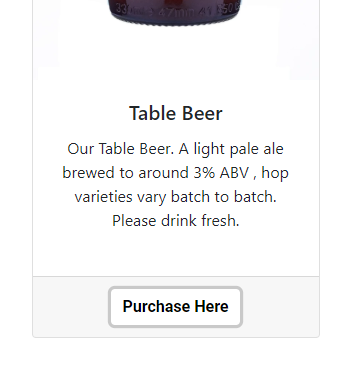 Table Beer
Our Table Beer. A light pale ale
brewed to around 3% ABV , hop
varieties vary batch to batch.
Please drink fresh.
Purchase Here